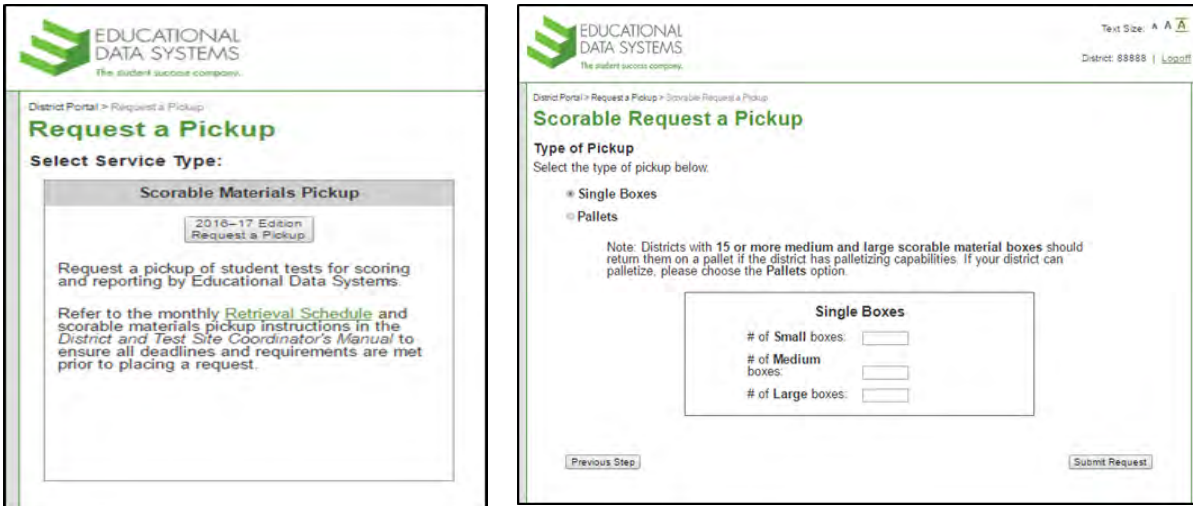 EDUCATIONAL
DATA SYSTEMS
The student success company.
District Portal > Request a Pickup
Request a Pickup
Select Service Type:
Scorable Materials Pickup
2016–17 Edition
Request a Pickup
Request a pickup of student tests for scoring
and reporting by Educational Data Systems.
Refer to the monthly Retrieval Schedule and
scorable materials pickup instructions in the
District and Test Site Coordinator's Manual to
ensure all deadlines and requirements are met
prior to placing a request.
EDUCATIONAL
DATA SYSTEMS
The student success company.
Text Size: A A A
District: 88888 | Logoff
District Portal > Request a Pickup > Scorable Request a Pickup
Scorable Request a Pickup
Type of Pickup
Select the type of pickup below.
Single Boxes
Pallets
Note: Districts with 15 or more medium and large scorable material boxes should
return them on a pallet if the district has palletizing capabilities. If your district can
palletize, please choose the Pallets option.
Single Boxes
# of Small boxes:
# of Medium
boxes:
# of Large boxes:
Previous Step
Submit Request